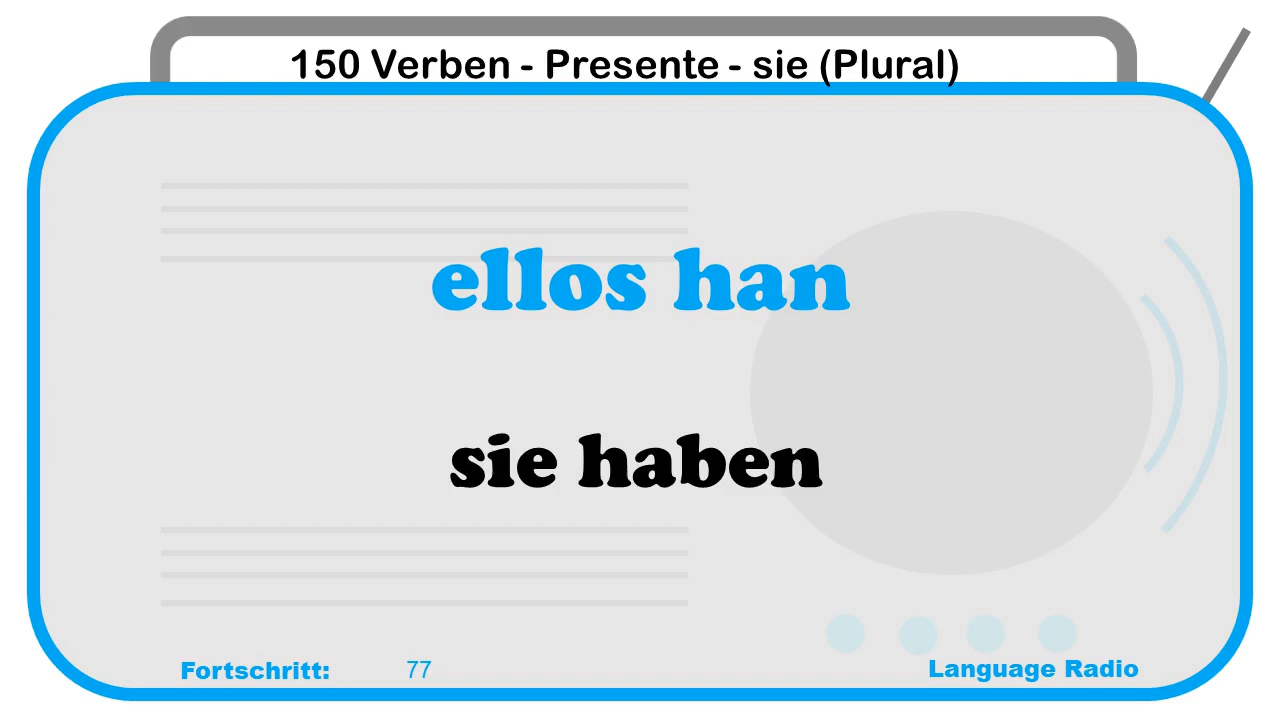 150 Verben - Presente - sie (Plural)
ellos han
sie haben
Fortschritt: 77
Language Radio